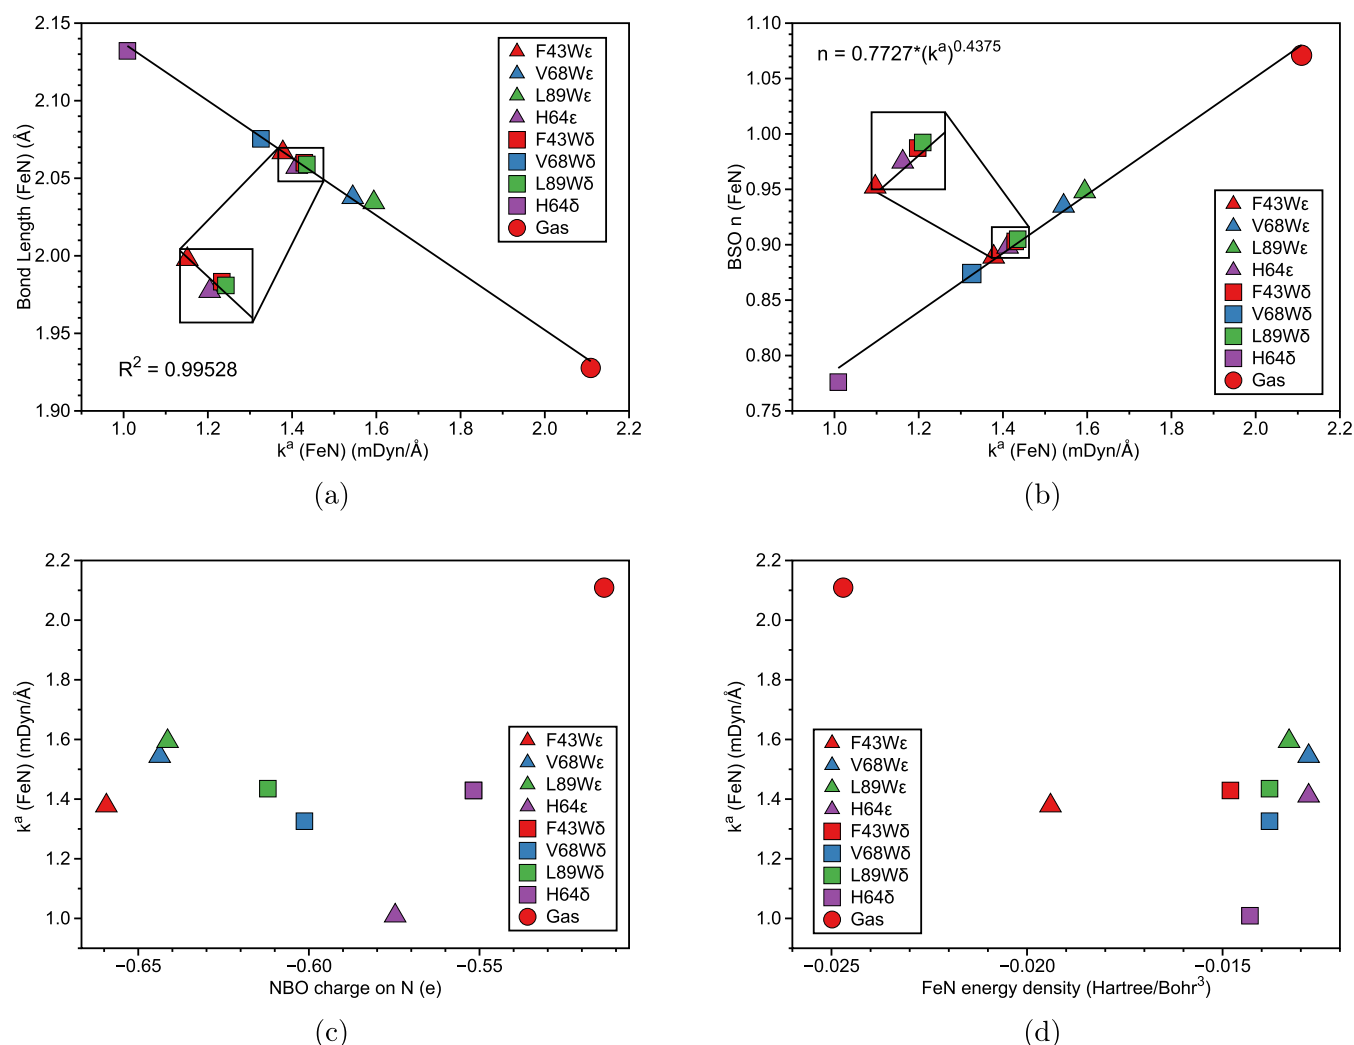 2.15
2.10
2.05
2.00
1.95
1.90
Bond Length (FeN) (Å)
F43Wε
V68Wε
L89Wε
H64ε
F43Wδ
V68Wδ
L89Wδ
H64δ
Gas
R² = 0.99528
1.0 1.2 1.4 1.6 1.8 2.0 2.2
kᵃ (FeN) (mDyn/Å)
(a)
1.10
1.05
1.00
0.95
0.90
0.85
0.80
0.75
BSO n (FeN)
n = 0.7727*(kᵃ)⁰·⁴³⁷⁵
F43Wε
V68Wε
L89Wε
H64ε
F43Wδ
V68Wδ
L89Wδ
H64δ
Gas
1.0 1.2 1.4 1.6 1.8 2.0 2.2
kᵃ (FeN) (mDyn/Å)
(b)
2.2
2.0
1.8
1.6
1.4
1.2
1.0
kᵃ (FeN) (mDyn/Å)
F43Wε
V68Wε
L89Wε
H64ε
F43Wδ
V68Wδ
L89Wδ
H64δ
Gas
−0.65 −0.60 −0.55
NBO charge on N (e)
(c)
2.2
2.0
1.8
1.6
1.4
1.2
1.0
kᵃ (FeN) (mDyn/Å)
F43Wε
V68Wε
L89Wε
H64ε
F43Wδ
V68Wδ
L89Wδ
H64δ
Gas
−0.025 −0.020 −0.015
FeN energy density (Hartree/Bohr³)
(d)